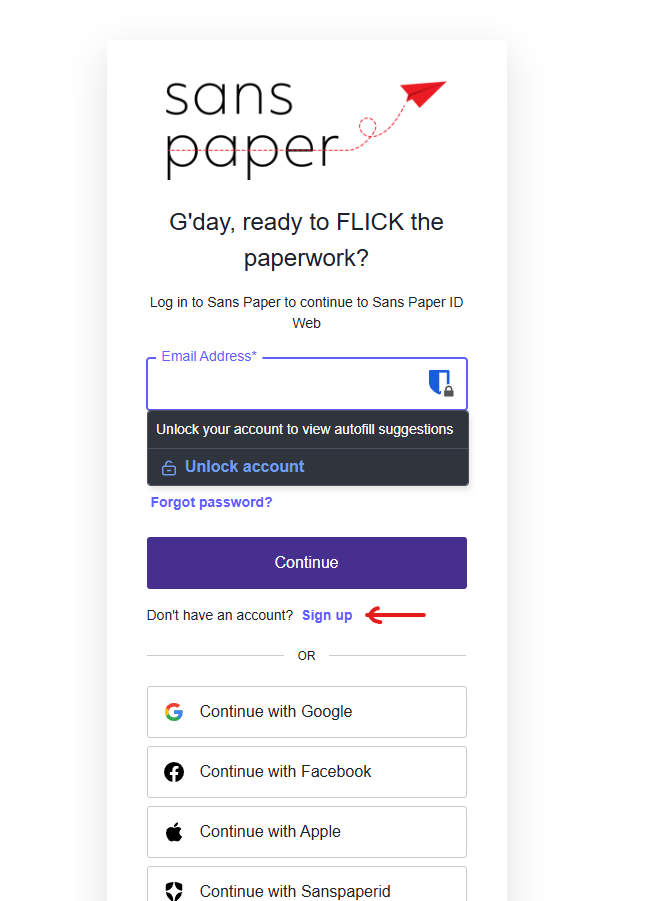 sans
paper
G'day, ready to FLICK the
paperwork?
Log in to Sans Paper to continue to Sans Paper ID
Web
Email Address*
Unlock your account to view autofill suggestions
Unlock account
Forgot password?
Continue
Don't have an account? Sign up
OR
Continue with Google
Continue with Facebook
Continue with Apple
Continue with Sanspaperid